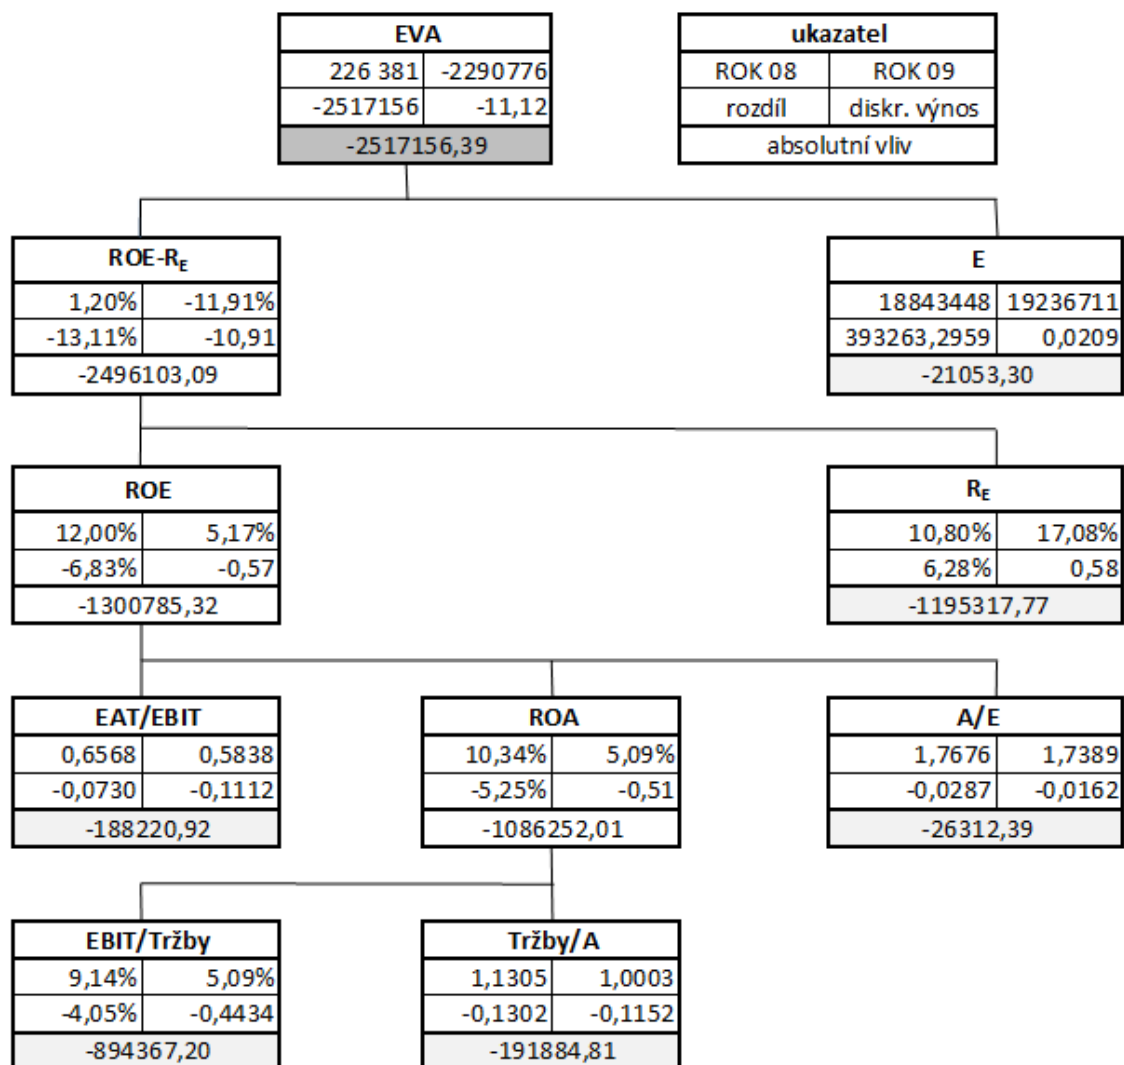 EVA
226 381 -2290776
-2517156 -11,12
-2517156,39
ukazatel
ROK 08 ROK 09
rozdíl diskr. výnos
absolutní vliv
ROE-RE
1,20% -11,91%
-13,11% -10,91
-2496103,09
E
18843448 19236711
393263,2959 0,0209
-21053,30
ROE
12,00% 5,17%
-6,83% -0,57
-1300785,32
RE
10,80% 17,08%
6,28% 0,58
-1195317,77
EAT/EBIT
0,6568 0,5838
-0,0730 -0,1112
-188220,92
ROA
10,34% 5,09%
-5,25% -0,51
-1086252,01
A/E
1,7676 1,7389
-0,0287 -0,0162
-26312,39
EBIT/Tržby
9,14% 5,09%
-4,05% -0,4434
-894367,20
Tržby/A
1,1305 1,0003
-0,1302 -0,1152
-191884,81